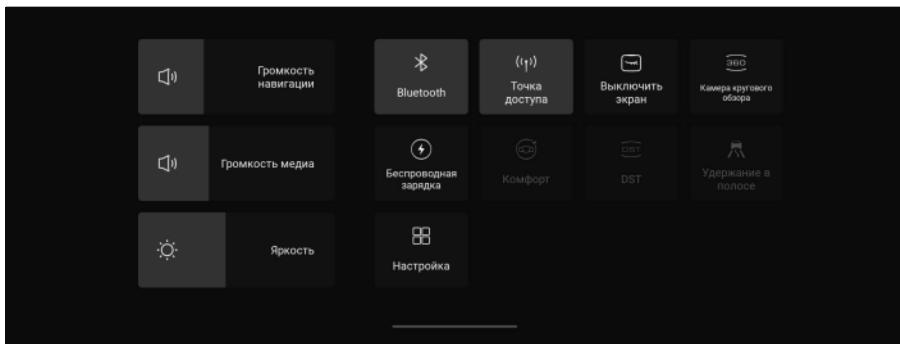 Громкость
навигации
Bluetooth
Точка
доступа
Выключить
экран
360
Камера кругового
обзора
Громкость медиа
Беспроводная
зарядка
Комфорт
DST
DST
Удержание в
полосе
Яркость
Настройка